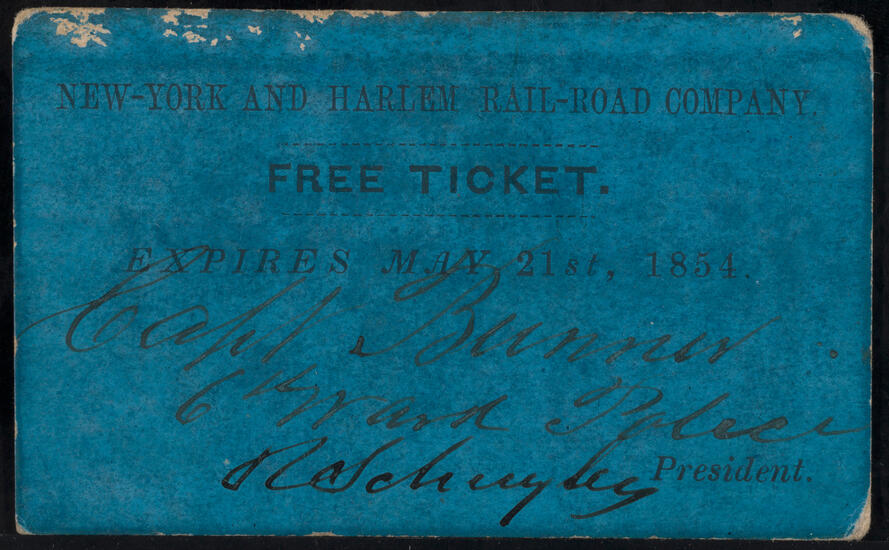 NEW-YORK AND HARLEM RAIL-ROAD COMPANY.
FREE TICKET.
EXPIRES MAY 21st, 1854.
Capt Brennan
6th Ward Police
R Schuyler
President.